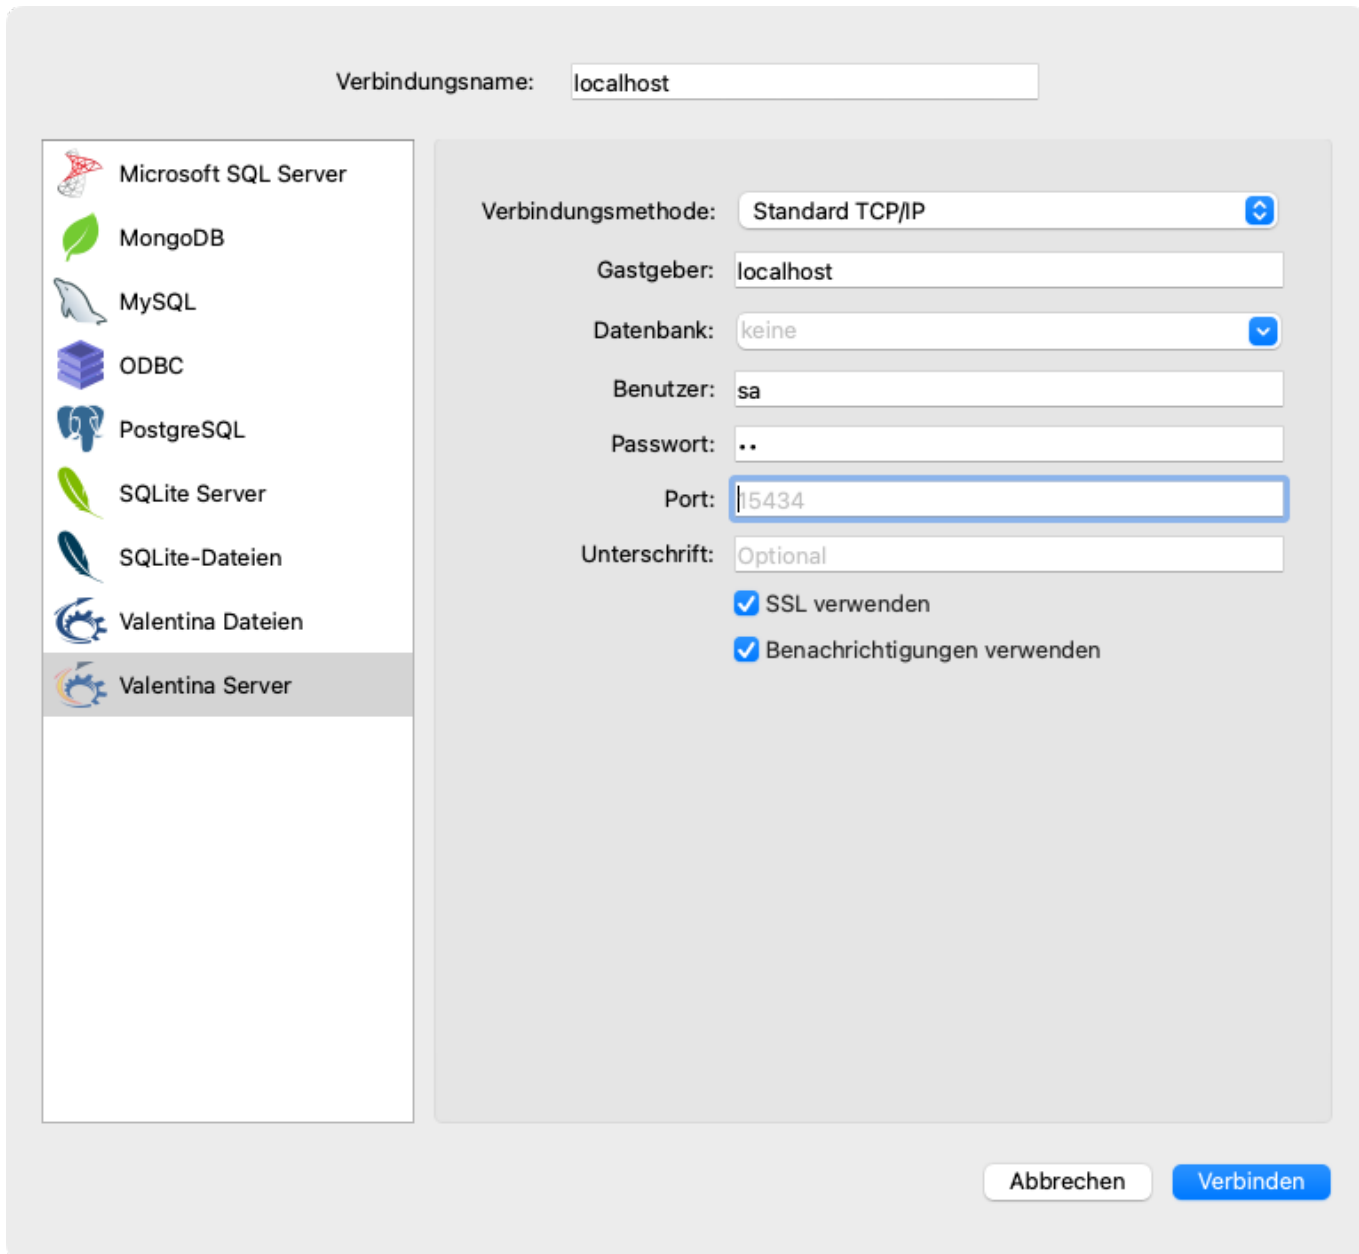 Verbindungsname: localhost
Microsoft SQL Server
MongoDB
MySQL
ODBC
PostgreSQL
SQLite Server
SQLite-Dateien
Valentina Dateien
Valentina Server
Verbindungsmethode: Standard TCP/IP
Gastgeber: localhost
Datenbank: keine
Benutzer: sa
Passwort: ••
Port: 15434
Unterschrift: Optional
SSL verwenden
Benachrichtigungen verwenden
Abbrechen Verbinden